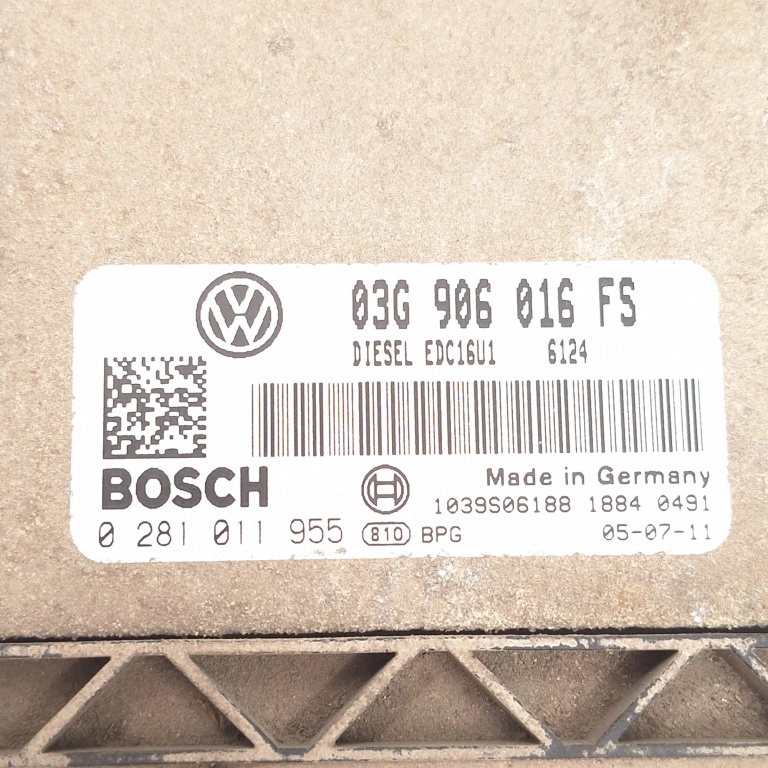 03G 906 016 FS
DIESEL EDC16U1 6124
BOSCH
Made in Germany
1039S06188 1884 0491
0 281 011 955 810 BPG 05-07-11